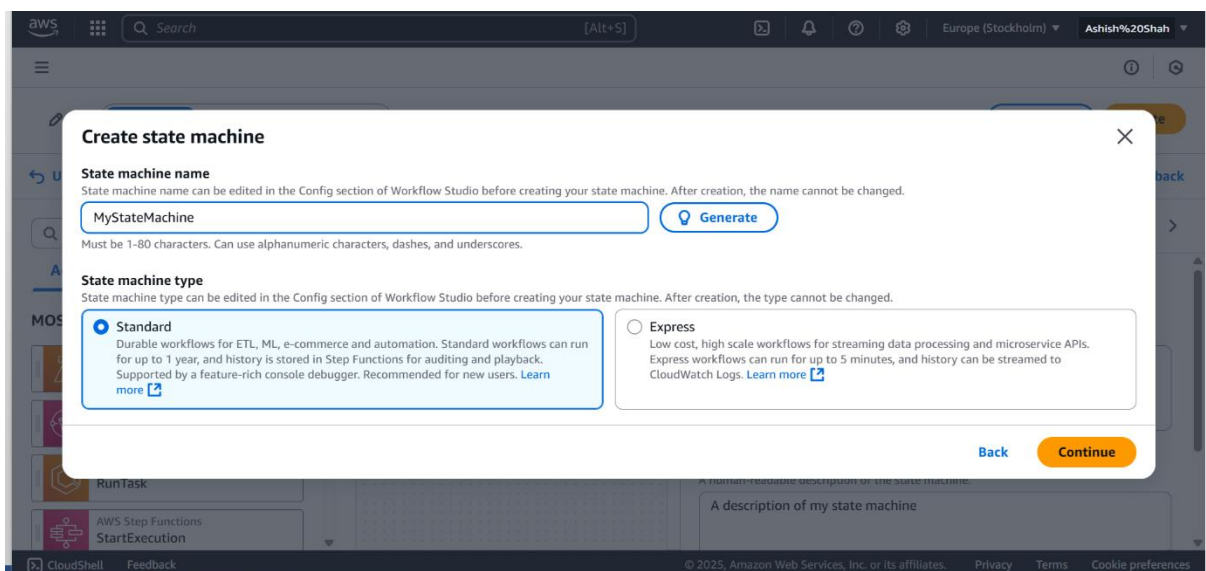 aws
Search
[Alt+S]
Europe (Stockholm)
Ashish%20Shah
Create state machine
State machine name
State machine name can be edited in the Config section of Workflow Studio before creating your state machine. After creation, the name cannot be changed.
MyStateMachine
Generate
Must be 1-80 characters. Can use alphanumeric characters, dashes, and underscores.
State machine type
State machine type can be edited in the Config section of Workflow Studio before creating your state machine. After creation, the type cannot be changed.
Standard
Durable workflows for ETL, ML, e-commerce and automation. Standard workflows can run
for up to 1 year, and history is stored in Step Functions for auditing and playback.
Supported by a feature-rich console debugger. Recommended for new users. Learn
more
Express
Low cost, high scale workflows for streaming data processing and microservice APIs.
Express workflows can run for up to 5 minutes, and history can be streamed to
CloudWatch Logs. Learn more
Back
Continue
RunTask
AWS Step Functions
StartExecution
A human-readable description of the state machine.
A description of my state machine
CloudShell
Feedback
© 2025, Amazon Web Services, Inc. or its affiliates.
Privacy
Terms
Cookie preferences